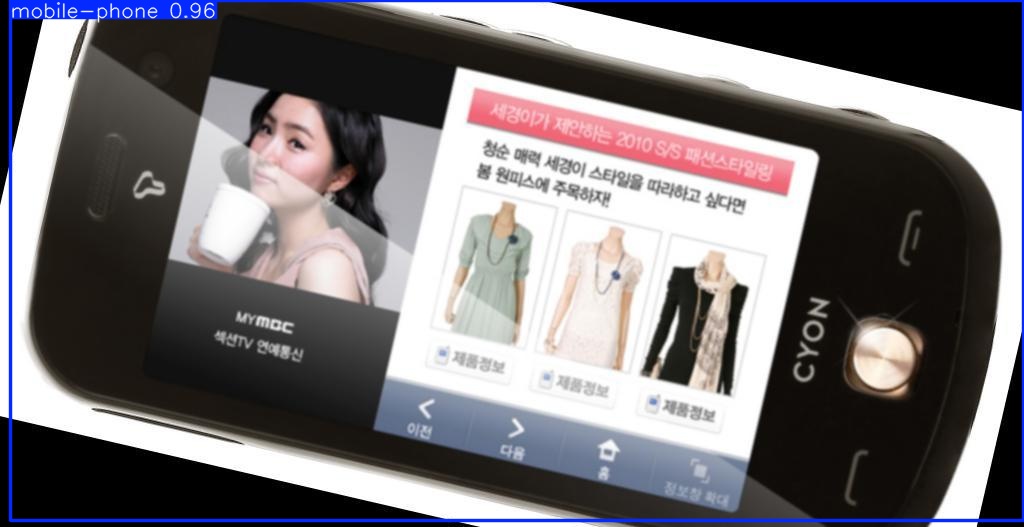 mobile-phone 0.96
MYMBC
섹션TV 연예통신
세경이가 제안하는 2010 S/S 패션스타일링
청순 매력 세경이 스타일을 따라하고 싶다면
봄 원피스에 주목하자!
제품정보
제품정보
제품정보
이전
다음
홈
정보창 확대
CYON